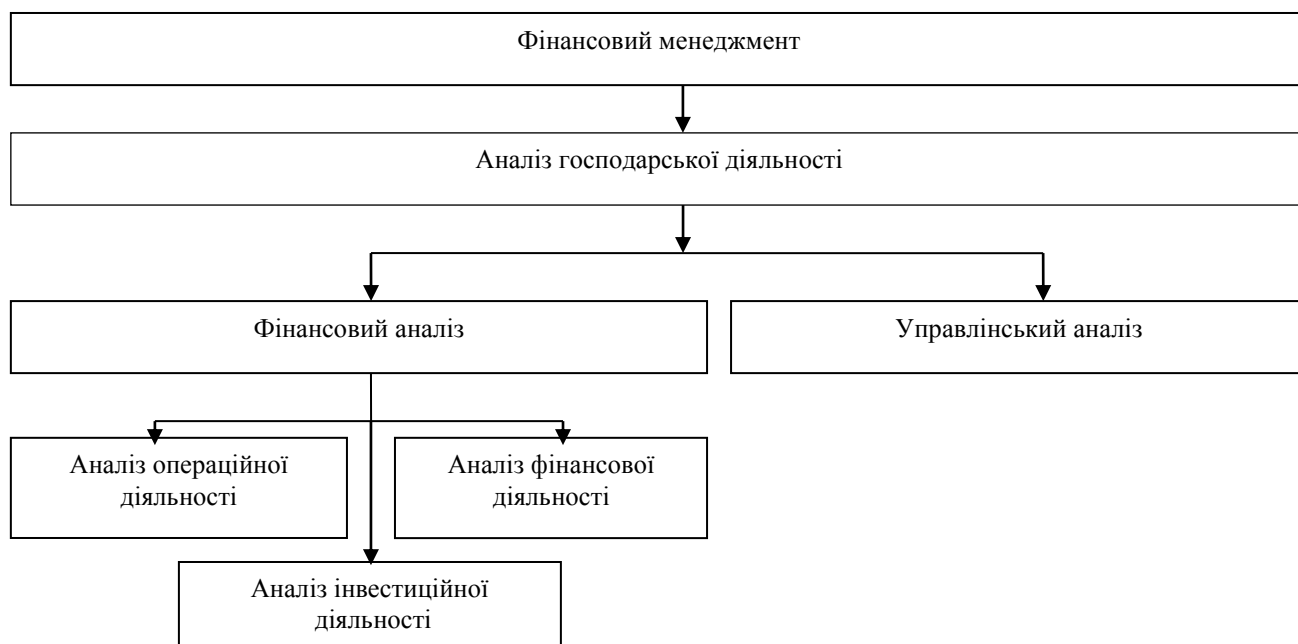 Фінансовий менеджмент
Аналіз господарської діяльності
Фінансовий аналіз
Управлінський аналіз
Аналіз операційної
діяльності
Аналіз фінансової
діяльності
Аналіз інвестиційної
діяльності